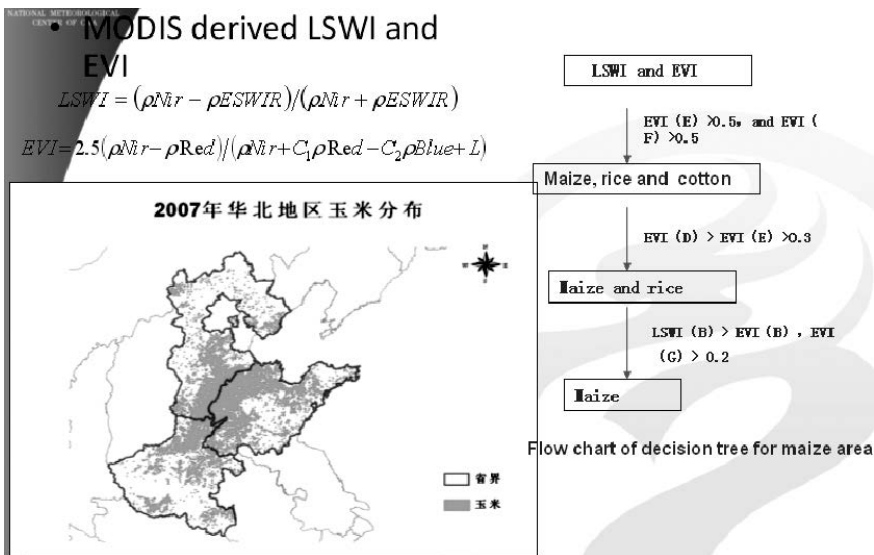 NATIONAL METEOROLOGICAL
• MODIS derived LSWI and
EVI
LSWI = (ρNir − ρESWIR)/(ρNir + ρESWIR)
EVI=2.5(ρNir−ρRed)/(ρNir+C₁ρRed−C₂ρBlue+L)
2007年华北地区玉米分布
省界
玉米
LSWI and EVI
EVI (E) >0.5, and EVI (
F) >0.5
Maize, rice and cotton
EVI (D) > EVI (E) >0.3
Maize and rice
LSWI (B) > EVI (B) , EVI
(G) > 0.2
Maize
Flow chart of decision tree for maize area